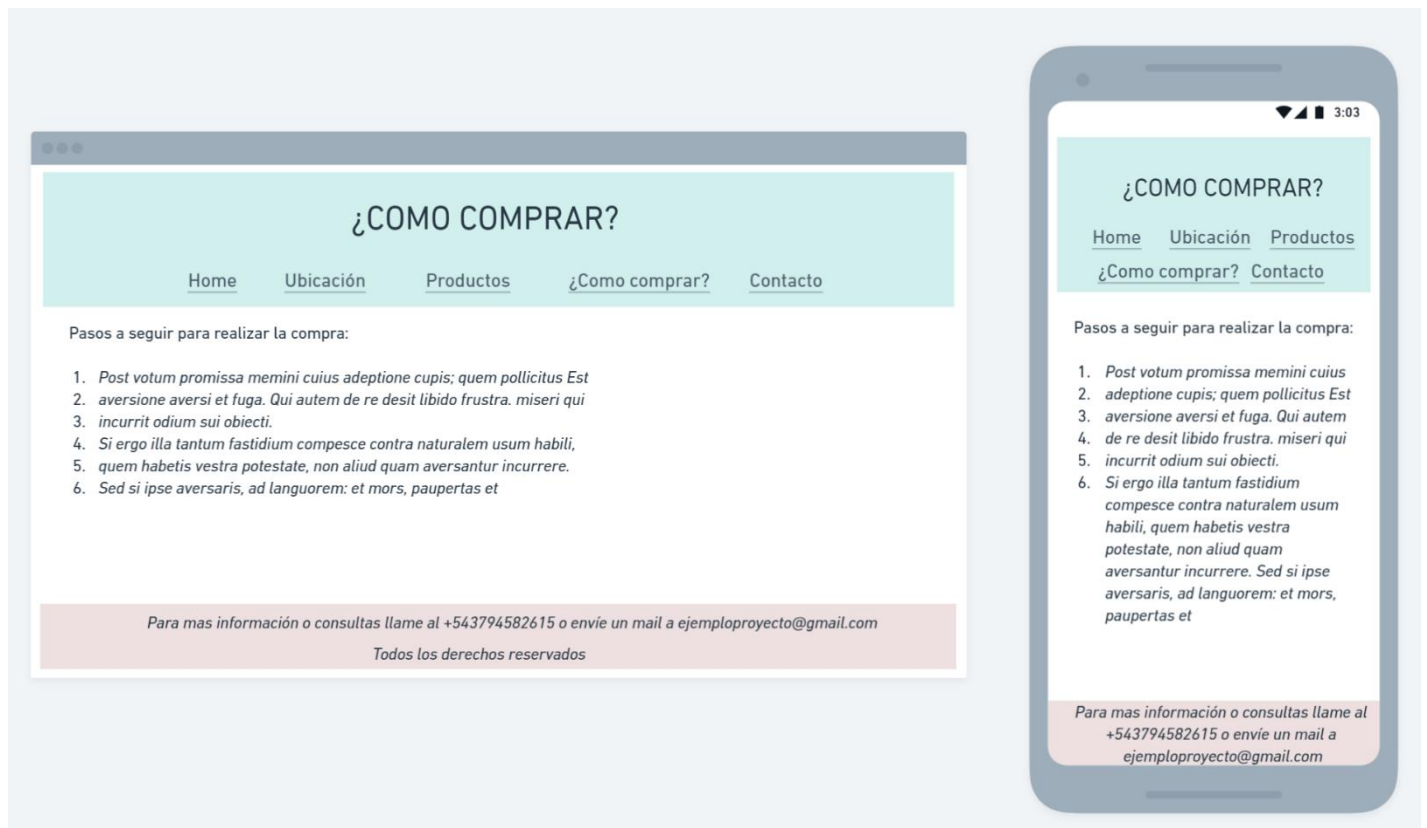 ¿COMO COMPRAR?
Home Ubicación Productos ¿Como comprar? Contacto
Pasos a seguir para realizar la compra:
1. Post votum promissa memini cuius adeptione cupis; quem pollicitus Est
2. aversione aversi et fuga. Qui autem de re desit libido frustra. miseri qui
3. incurrit odium sui obiecti.
4. Si ergo illa tantum fastidium compesce contra naturalem usum habili,
5. quem habetis vestra potestate, non aliud quam aversantur incurrere.
6. Sed si ipse aversaris, ad languorem: et mors, paupertas et
Para mas información o consultas llame al +543794582615 o envíe un mail a ejemploproyecto@gmail.com
Todos los derechos reservados
3:03
¿COMO COMPRAR?
Home Ubicación Productos
¿Como comprar? Contacto
Pasos a seguir para realizar la compra:
1. Post votum promissa memini cuius
2. adeptione cupis; quem pollicitus Est
3. aversione aversi et fuga. Qui autem
4. de re desit libido frustra. miseri qui
5. incurrit odium sui obiecti.
6. Si ergo illa tantum fastidium
compesce contra naturalem usum
habili, quem habetis vestra
potestate, non aliud quam
aversantur incurrere. Sed si ipse
aversaris, ad languorem: et mors,
paupertas et
Para mas información o consultas llame al
+543794582615 o envíe un mail a
ejemploproyecto@gmail.com